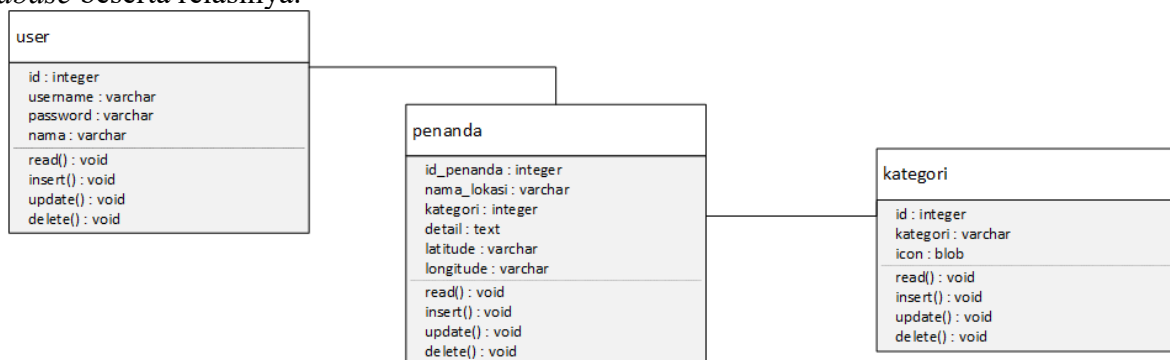 beserta relasinya.
user
id : integer
username : varchar
password : varchar
nama : varchar
read() : void
insert() : void
update() : void
delete() : void
penanda
id_penanda : integer
nama_lokasi : varchar
kategori : integer
detail : text
latitude : varchar
longitude : varchar
read() : void
insert() : void
update() : void
delete() : void
kategori
id : integer
kategori : varchar
icon : blob
read() : void
insert() : void
update() : void
delete() : void